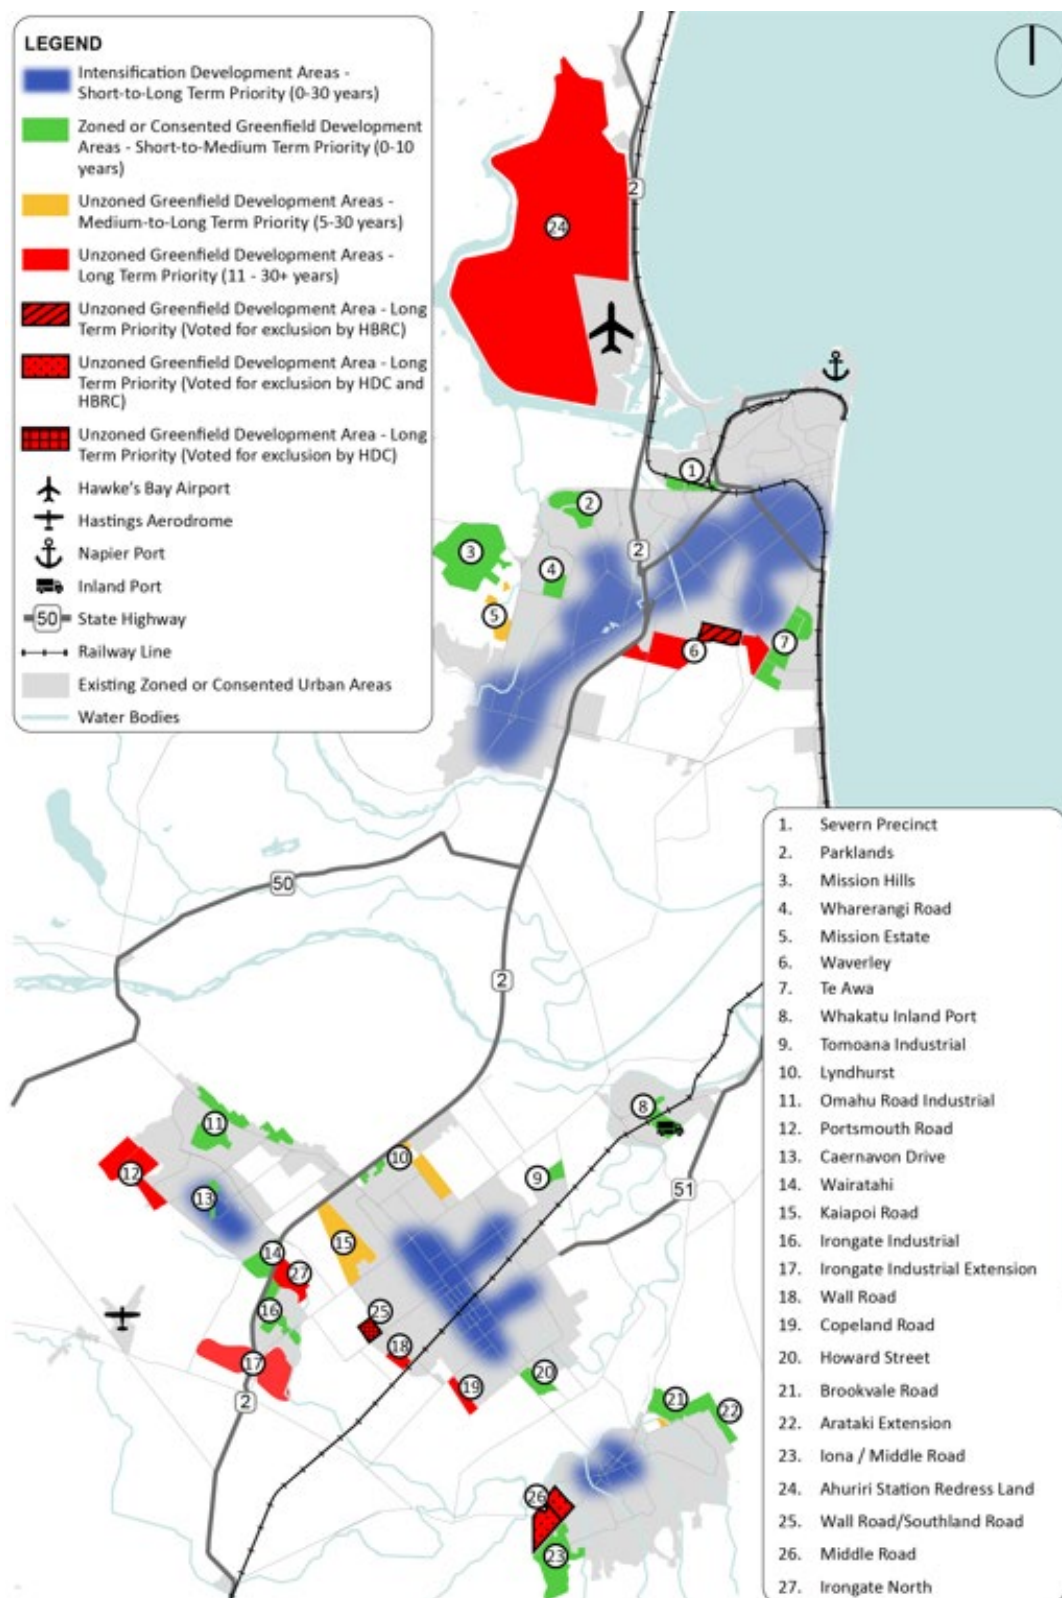 LEGEND
Intensification Development Areas -
Short-to-Long Term Priority (0-30 years)
Zoned or Consented Greenfield Development
Areas - Short-to-Medium Term Priority (0-10
years)
Unzoned Greenfield Development Areas -
Medium-to-Long Term Priority (5-30 years)
Unzoned Greenfield Development Areas -
Long Term Priority (11 - 30+ years)
Unzoned Greenfield Development Area - Long
Term Priority (Voted for exclusion by HBRC)
Unzoned Greenfield Development Area - Long
Term Priority (Voted for exclusion by HDC and
HBRC)
Unzoned Greenfield Development Area - Long
Term Priority (Voted for exclusion by HDC)
Hawke's Bay Airport
Hastings Aerodrome
Napier Port
Inland Port
50 State Highway
Railway Line
Existing Zoned or Consented Urban Areas
Water Bodies
2
24
1
2
3
2
4
5
6
7
50
2
8
11
10
12
9
13
51
15
14
27
16
25
18
17
20
19
2
21
22
26
23
1. Severn Precinct
2. Parklands
3. Mission Hills
4. Wharerangi Road
5. Mission Estate
6. Waverley
7. Te Awa
8. Whakatu Inland Port
9. Tomoana Industrial
10. Lyndhurst
11. Omahu Road Industrial
12. Portsmouth Road
13. Caernavon Drive
14. Wairatahi
15. Kaiapoi Road
16. Irongate Industrial
17. Irongate Industrial Extension
18. Wall Road
19. Copeland Road
20. Howard Street
21. Brookvale Road
22. Arataki Extension
23. Iona / Middle Road
24. Ahuriri Station Redress Land
25. Wall Road/Southland Road
26. Middle Road
27. Irongate North